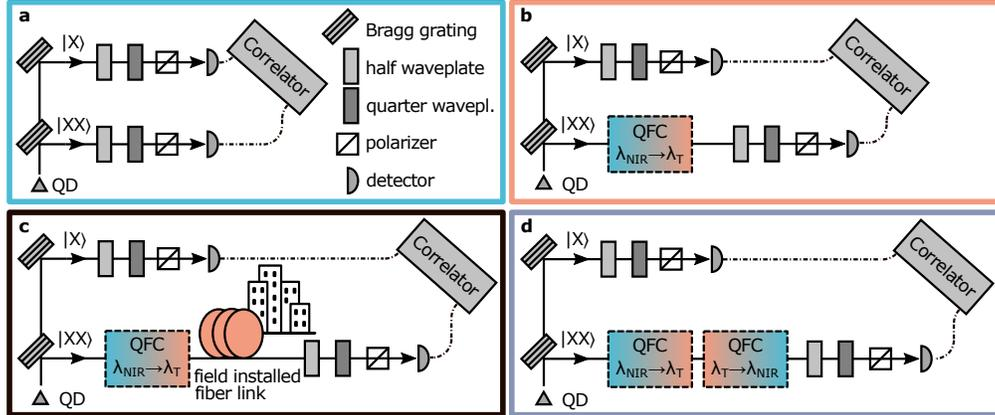 a
|X⟩
|XX⟩
QD
Correlator
Bragg grating
half waveplate
quarter wavepl.
polarizer
detector
b
|X⟩
|XX⟩
QFC
λNIR→λT
QD
Correlator
c
|X⟩
|XX⟩
QFC
λNIR→λT
field installed
fiber link
QD
Correlator
d
|X⟩
|XX⟩
QFC
λNIR→λT
QFC
λT→λNIR
QD
Correlator